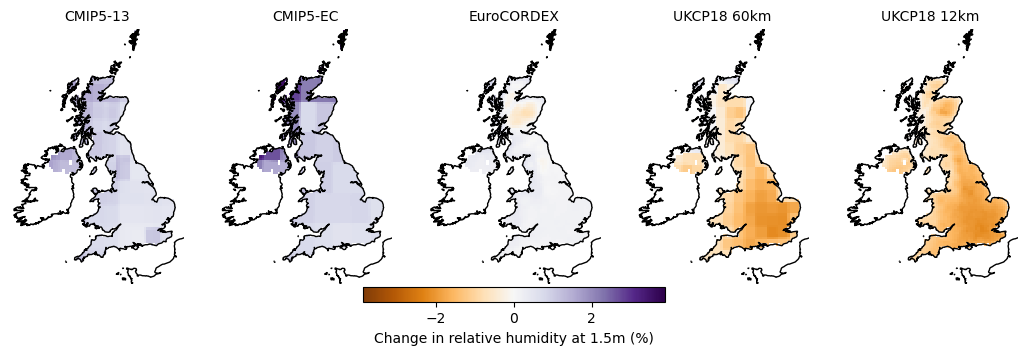 CMIP5-13 CMIP5-EC EuroCORDEX UKCP18 60km UKCP18 12km
−2 0 2
Change in relative humidity at 1.5m (%)